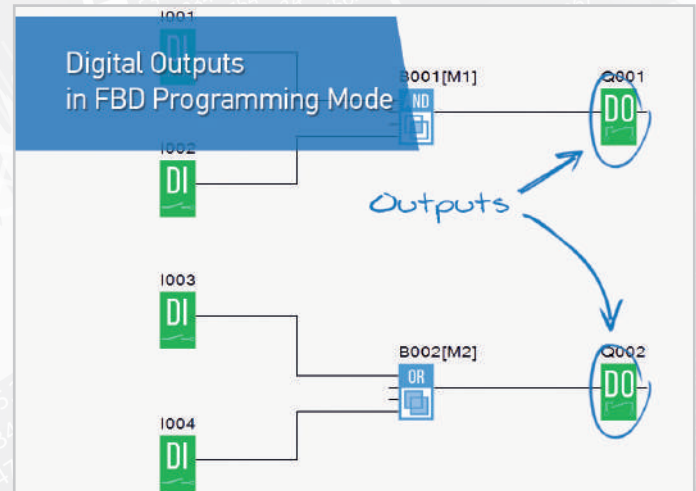 I001
DI
Digital Outputs
in FBD Programming Mode
B001[M1]
AND
Q001
DO
I002
DI
Outputs
I003
DI
B002[M2]
OR
Q002
DO
I004
DI